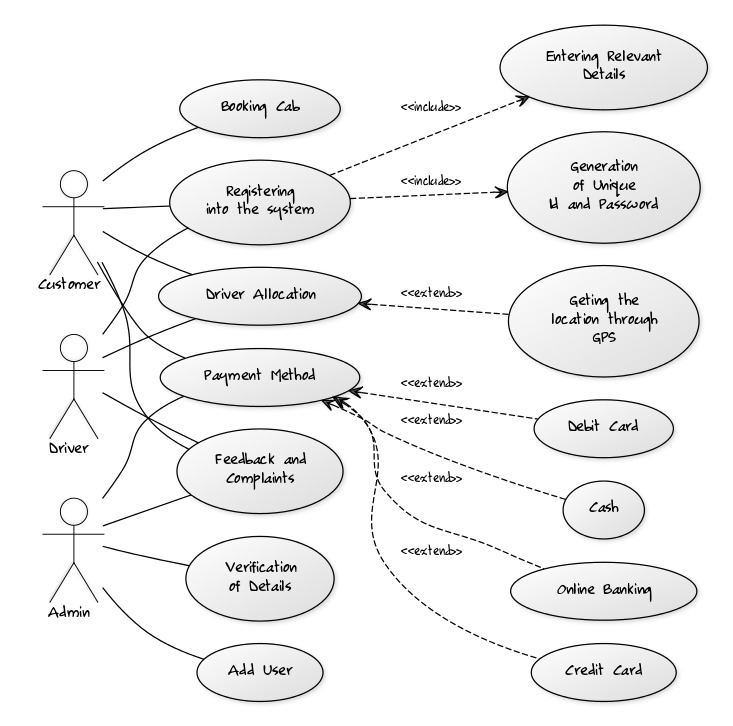 Entering Relevant
Details
Booking Cab
<<include>>
Generation
of Unique
Id and Password
<<include>>
Registering
into the system
Customer
Driver Allocation
<<extend>>
Geting the
location through
GPS
Payment Method
<<extend>>
Debit Card
<<extend>>
Driver
Feedback and
Complaints
<<extend>>
Cash
<<extend>>
Verification
of Details
Online Banking
Admin
Add User
Credit Card